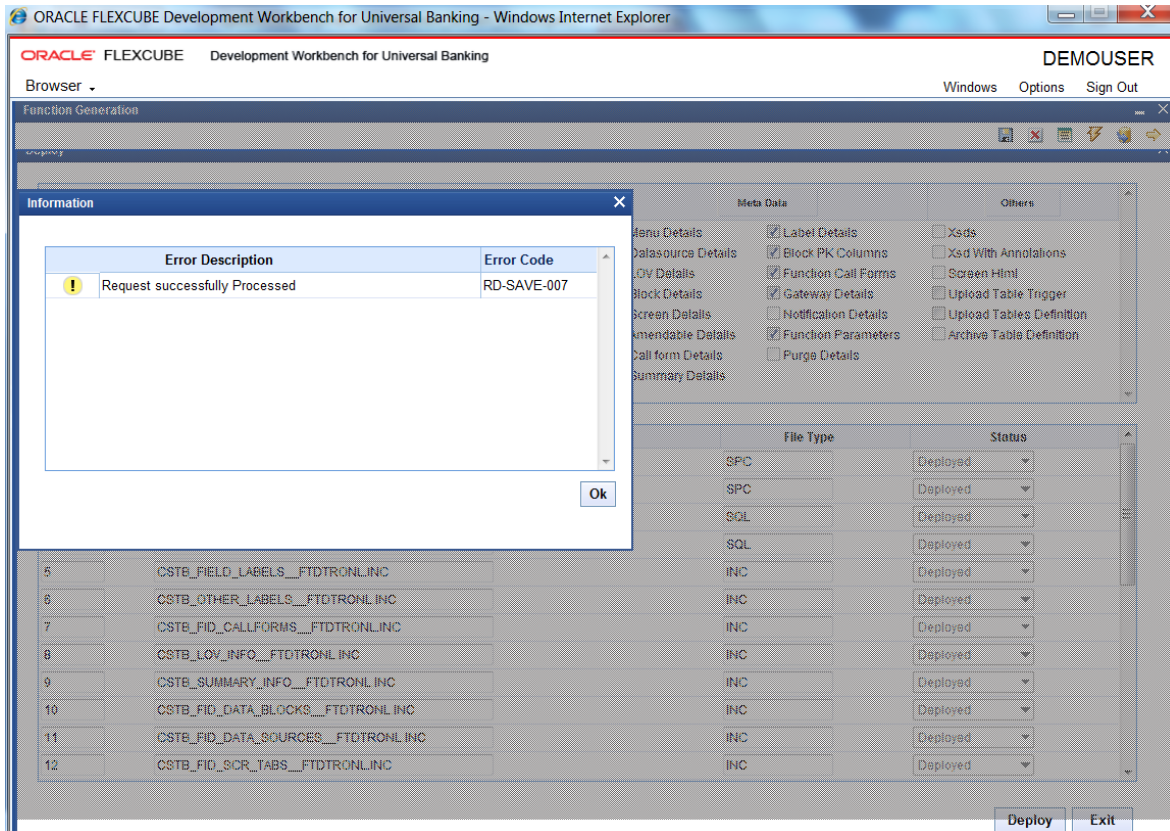 ORACLE FLEXCUBE Development Workbench for Universal Banking - Windows Internet Explorer
ORACLE FLEXCUBE Development Workbench for Universal Banking DEMOUSER
Browser Windows Options Sign Out
Function Generation
Deploy
Information Meta Data Others
Menu Details Label Details Xsds
Error Description Error Code Datasource Details Block PK Columns Xsd With Annotations
LOV Details Function Call Forms Screen Html
! Request successfully Processed RD-SAVE-007 Block Details Gateway Details Upload Table Trigger
Screen Details Notification Details Upload Tables Definition
Amendable Details Function Parameters Archive Table Definition
Call form Details Purge Details
Summary Details
File Type Status
SPC Deployed
SPC Deployed
Ok
SQL Deployed
SQL Deployed
5 CSTB_FIELD_LABELS__FTDTRONL.INC INC Deployed
6 CSTB_OTHER_LABELS__FTDTRONL.INC INC Deployed
7 CSTB_FID_CALLFORMS__FTDTRONL.INC INC Deployed
8 CSTB_LOV_INFO__FTDTRONL.INC INC Deployed
9 CSTB_SUMMARY_INFO__FTDTRONL.INC INC Deployed
10 CSTB_FID_DATA_BLOCKS__FTDTRONL.INC INC Deployed
11 CSTB_FID_DATA_SOURCES__FTDTRONL.INC INC Deployed
12 CSTB_FID_SCR_TABS__FTDTRONL.INC INC Deployed
Deploy Exit